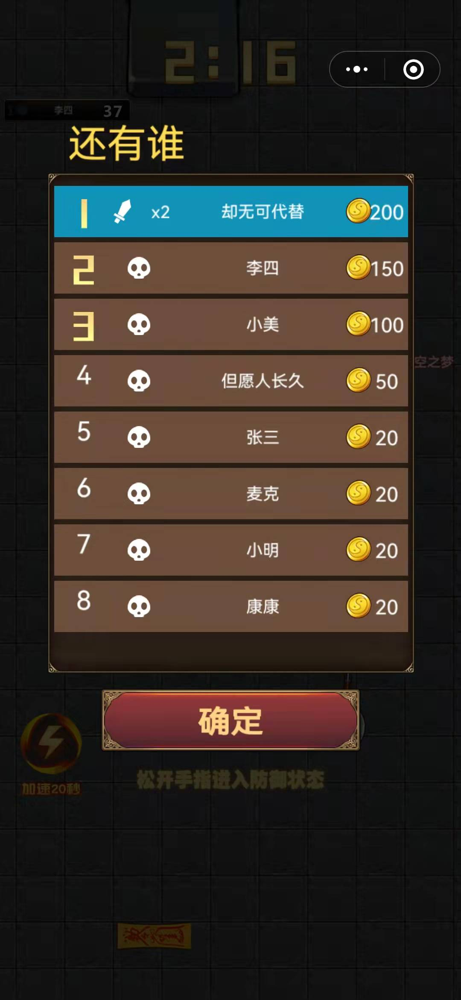 2:16
李四 37
还有谁
1 x2 却无可代替 200
2 李四 150
3 小美 100
4 但愿人长久 50
空之梦
5 张三 20
6 麦克 20
7 小明 20
8 康康 20
确定
松开手指进入防御状态
加速20秒